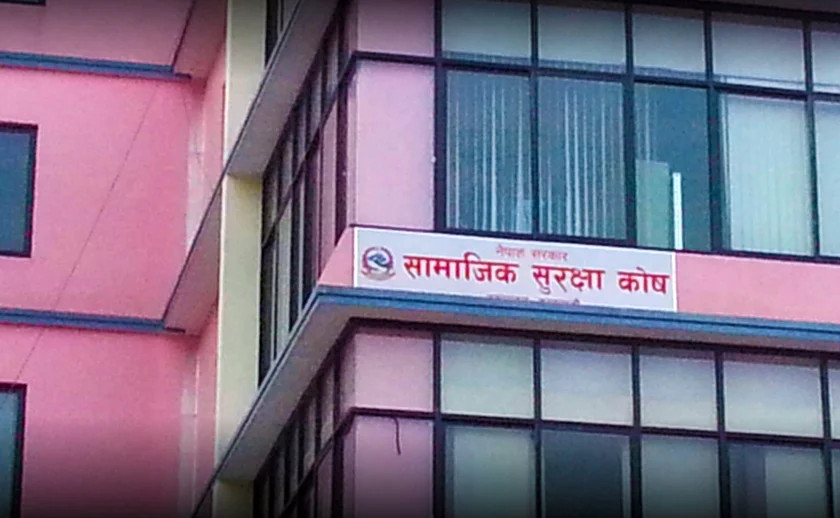 नेपाल सरकार
सामाजिक सुरक्षा कोष